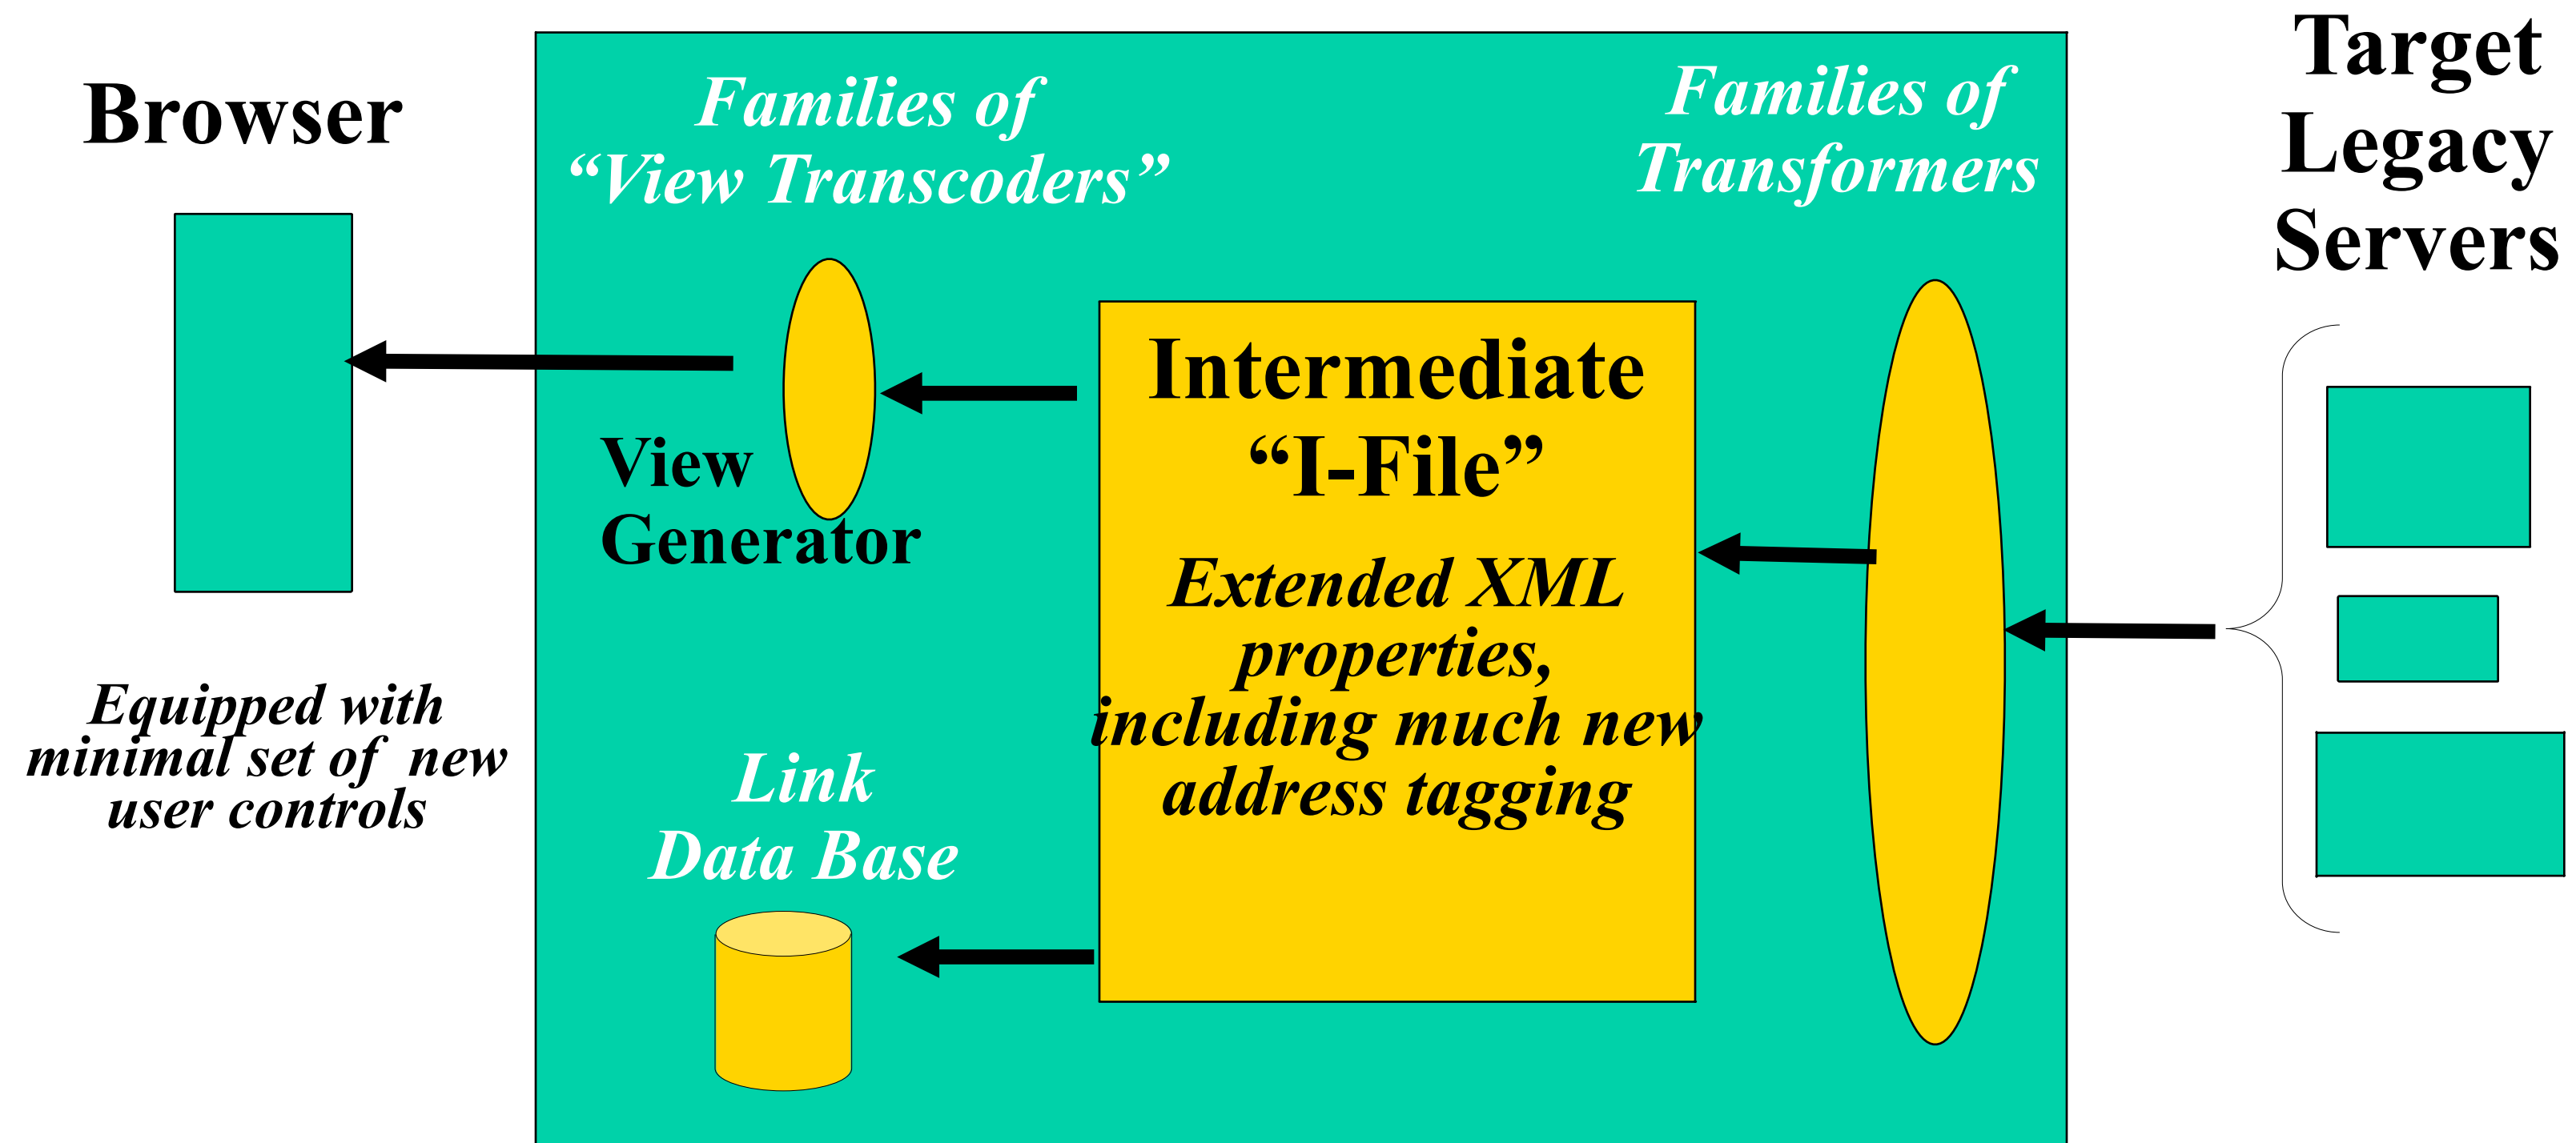 Browser
Equipped with
minimal set of new
user controls
Families of
“View Transcoders”
View
Generator
Link
Data Base
Intermediate
“I-File”
Extended XML
properties,
including much new
address tagging
Families of
Transformers
Target
Legacy
Servers